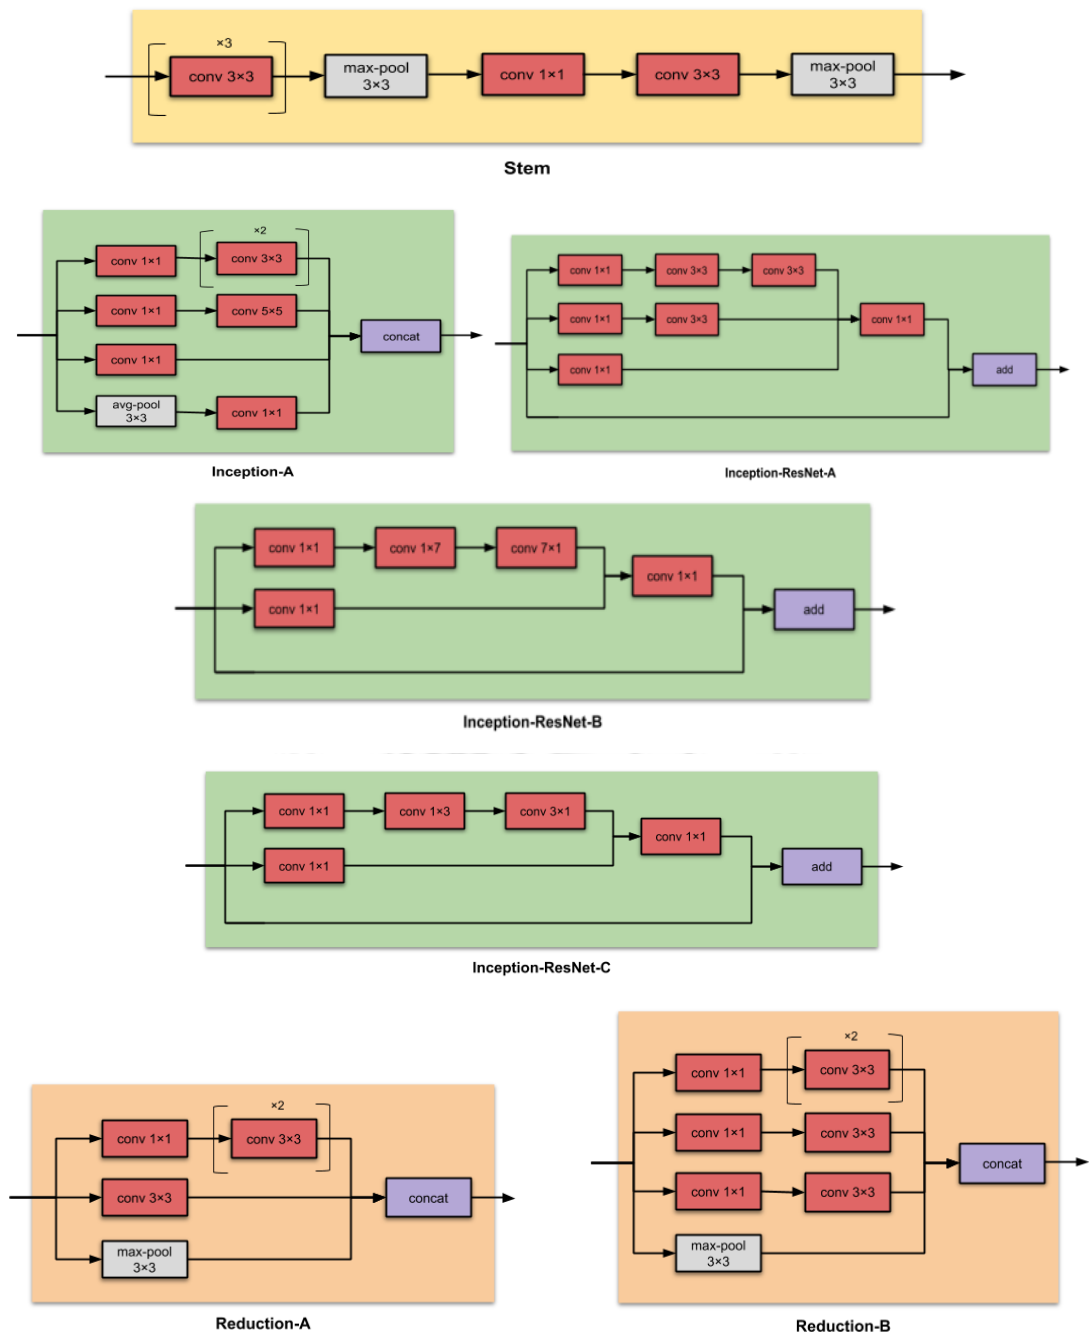 ×3
conv 3×3
max-pool
3×3
conv 1×1
conv 3×3
max-pool
3×3
Stem
×2
conv 1×1
conv 3×3
conv 1×1
conv 5×5
conv 1×1
avg-pool
3×3
conv 1×1
concat
Inception-A
conv 1×1
conv 3×3
conv 3×3
conv 1×1
conv 3×3
conv 1×1
conv 1×1
add
Inception-ResNet-A
conv 1×1
conv 1×7
conv 7×1
conv 1×1
conv 1×1
add
Inception-ResNet-B
conv 1×1
conv 1×3
conv 3×1
conv 1×1
conv 1×1
add
Inception-ResNet-C
×2
conv 1×1
conv 3×3
conv 3×3
max-pool
3×3
concat
Reduction-A
×2
conv 1×1
conv 3×3
conv 1×1
conv 3×3
conv 1×1
conv 3×3
max-pool
3×3
concat
Reduction-B